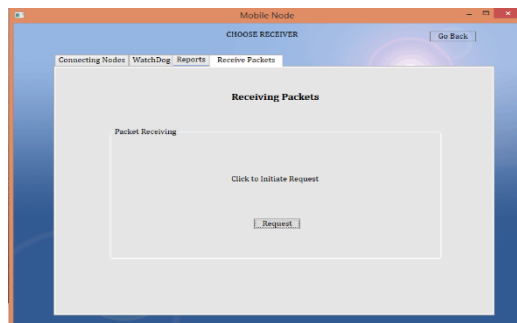 Mobile Node
CHOOSE RECEIVER
Go Back
Connecting Nodes WatchDog Reports Receive Packets
Receiving Packets
Packet Receiving
Click to Initiate Request
Request